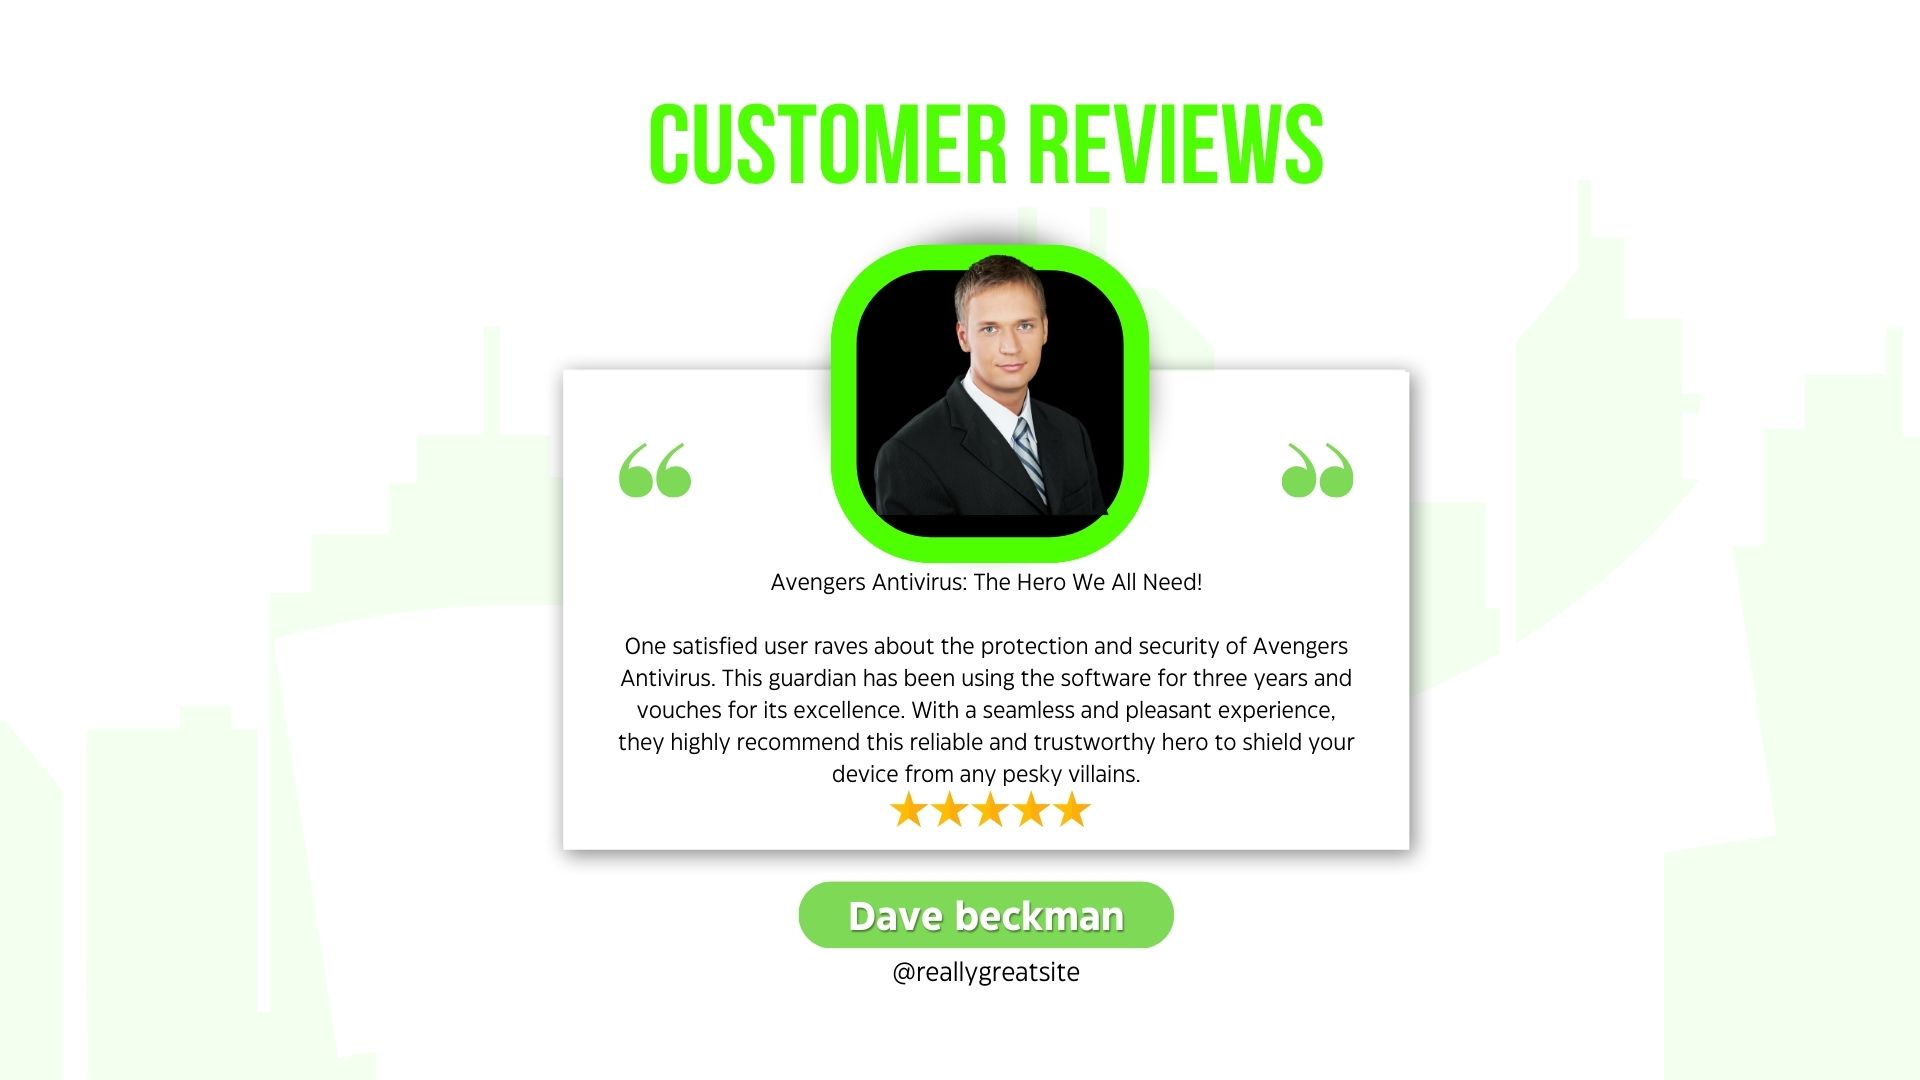 CUSTOMER REVIEWS
Avengers Antivirus: The Hero We All Need!
One satisfied user raves about the protection and security of Avengers
Antivirus. This guardian has been using the software for three years and
vouches for its excellence. With a seamless and pleasant experience,
they highly recommend this reliable and trustworthy hero to shield your
device from any pesky villains.
Dave beckman
@reallygreatsite